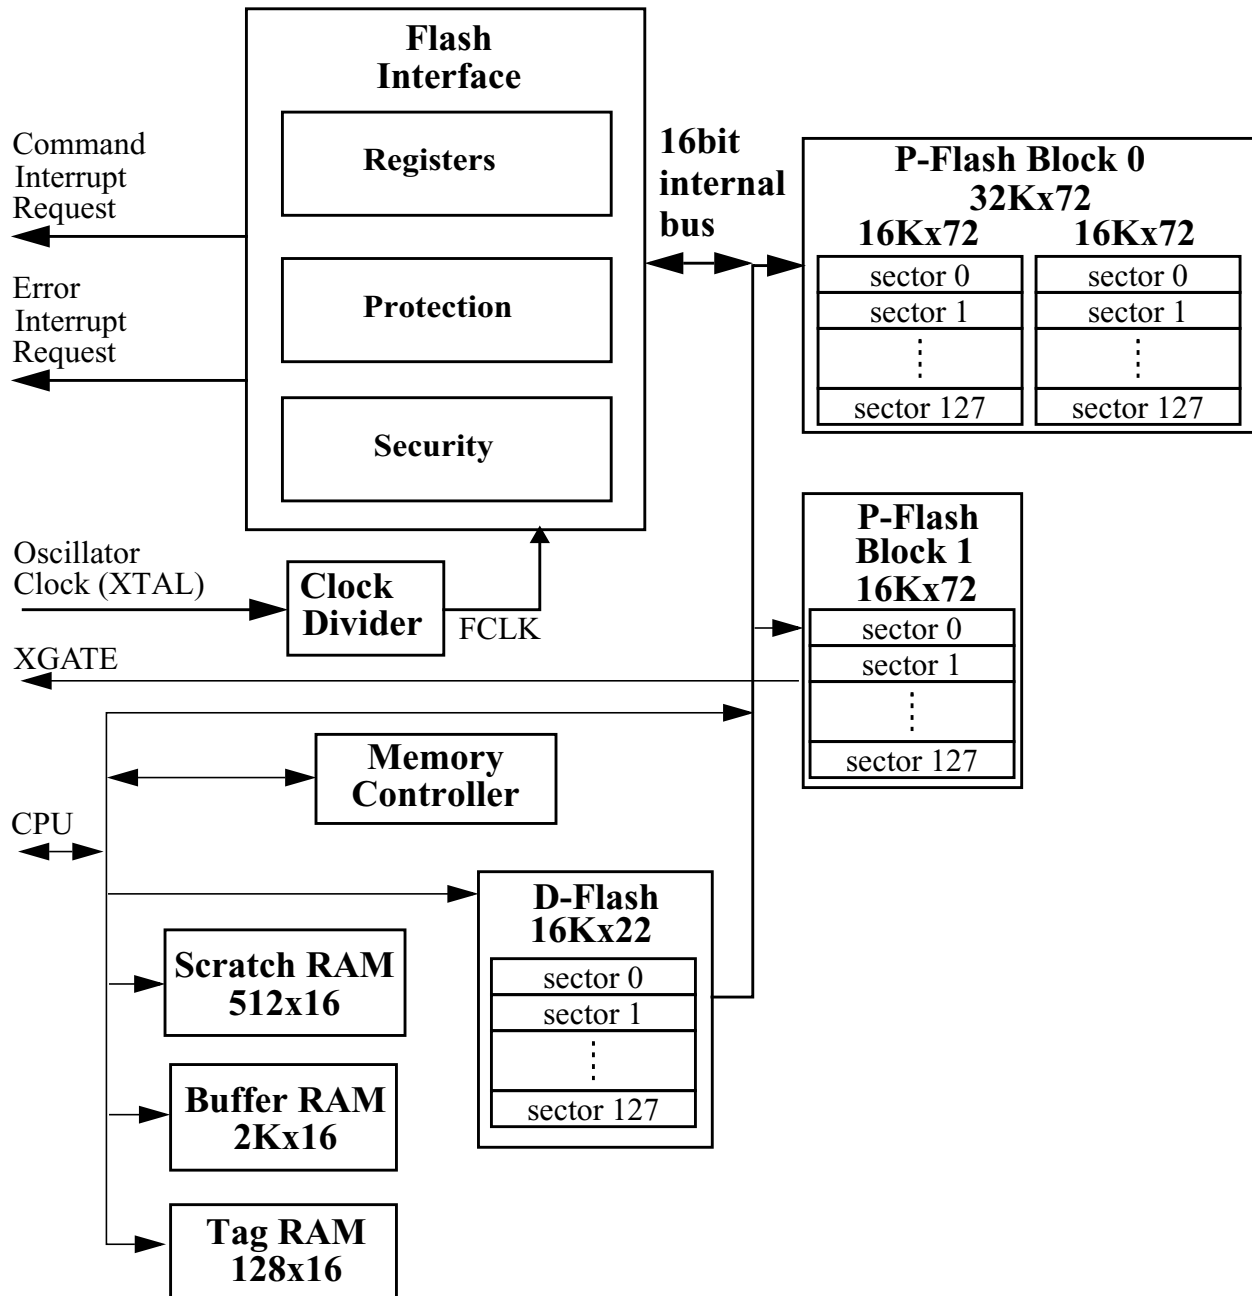 Flash
Interface
Registers
Protection
Security
Command
Interrupt
Request
Error
Interrupt
Request
16bit
internal
bus
P-Flash Block 0
32Kx72
16Kx72 16Kx72
sector 0 sector 0
sector 1 sector 1
sector 127 sector 127
P-Flash
Block 1
16Kx72
sector 0
sector 1
sector 127
Oscillator
Clock (XTAL)
Clock
Divider
FCLK
XGATE
Memory
Controller
CPU
D-Flash
16Kx22
sector 0
sector 1
sector 127
Scratch RAM
512x16
Buffer RAM
2Kx16
Tag RAM
128x16